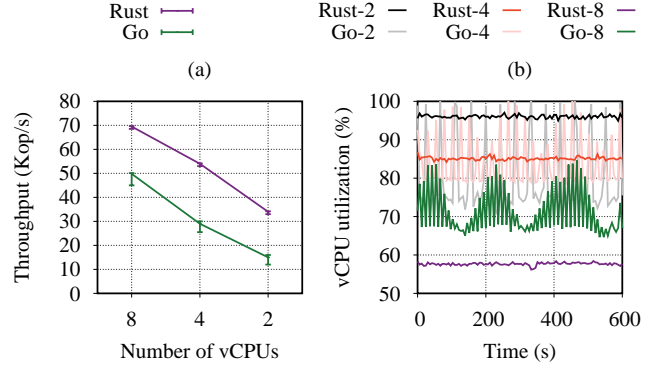 Rust
Go
Rust-2 Rust-4 Rust-8
Go-2 Go-4 Go-8
(a)
80
70
60
50
40
30
20
10
0
Throughput (Kop/s)
8 4 2
Number of vCPUs
(b)
100
90
80
70
60
50
vCPU utilization (%)
0 200 400 600
Time (s)